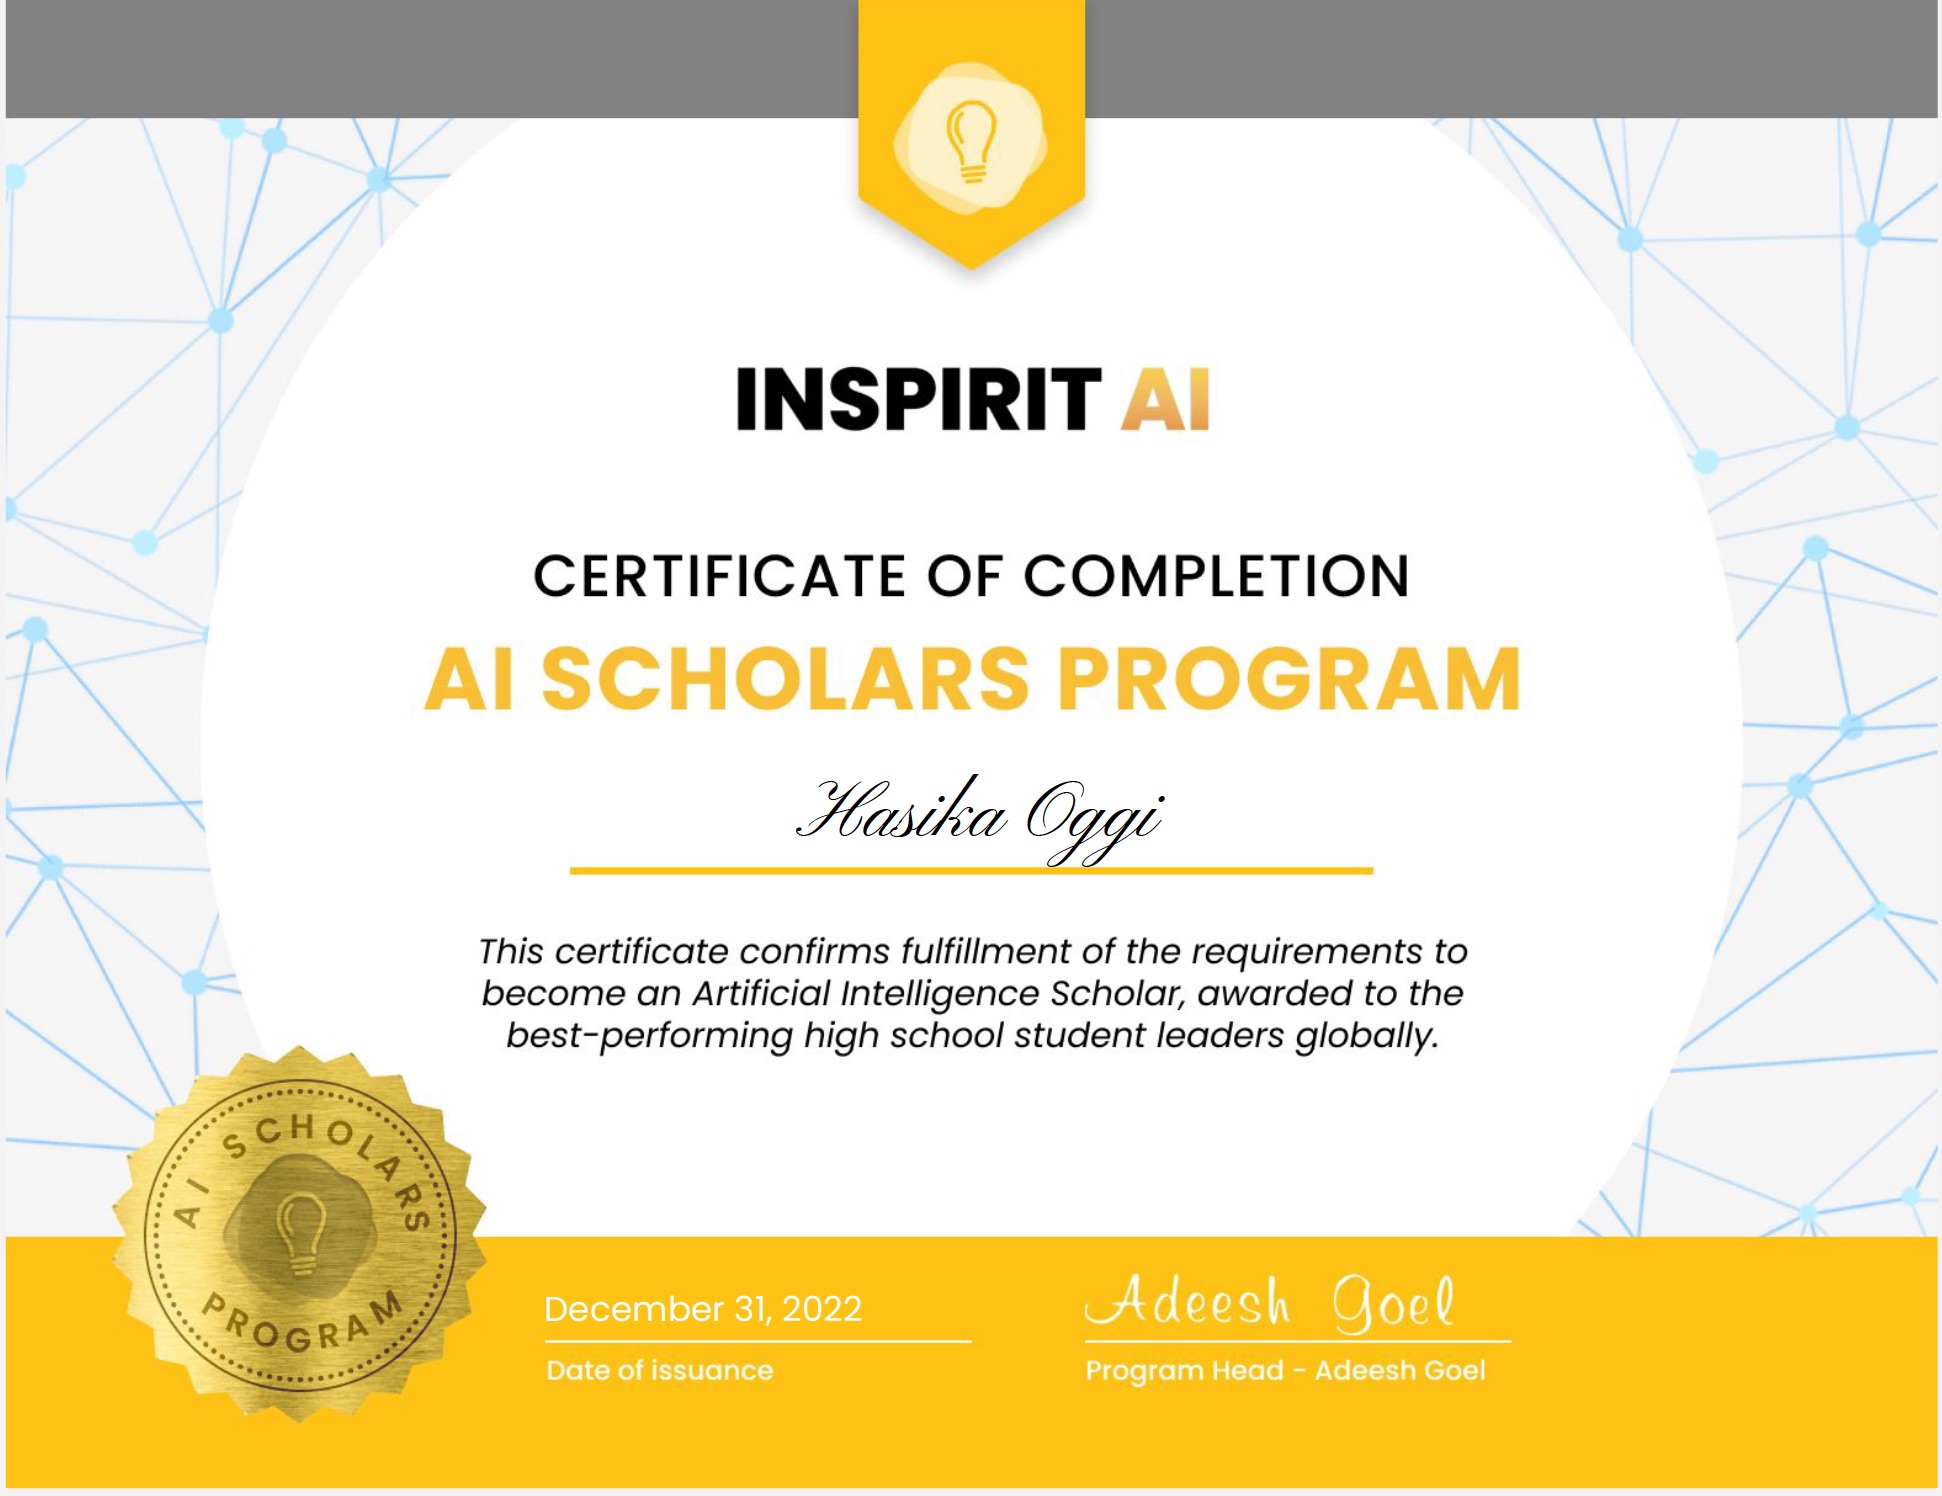 INSPIRIT AI
CERTIFICATE OF COMPLETION
AI SCHOLARS PROGRAM
Hasika Oggi
This certificate confirms fulfillment of the requirements to
become an Artificial Intelligence Scholar, awarded to the
best-performing high school student leaders globally.
AI SCHOLARS
PROGRAM
December 31, 2022
Date of issuance
Adeesh Goel
Program Head - Adeesh Goel